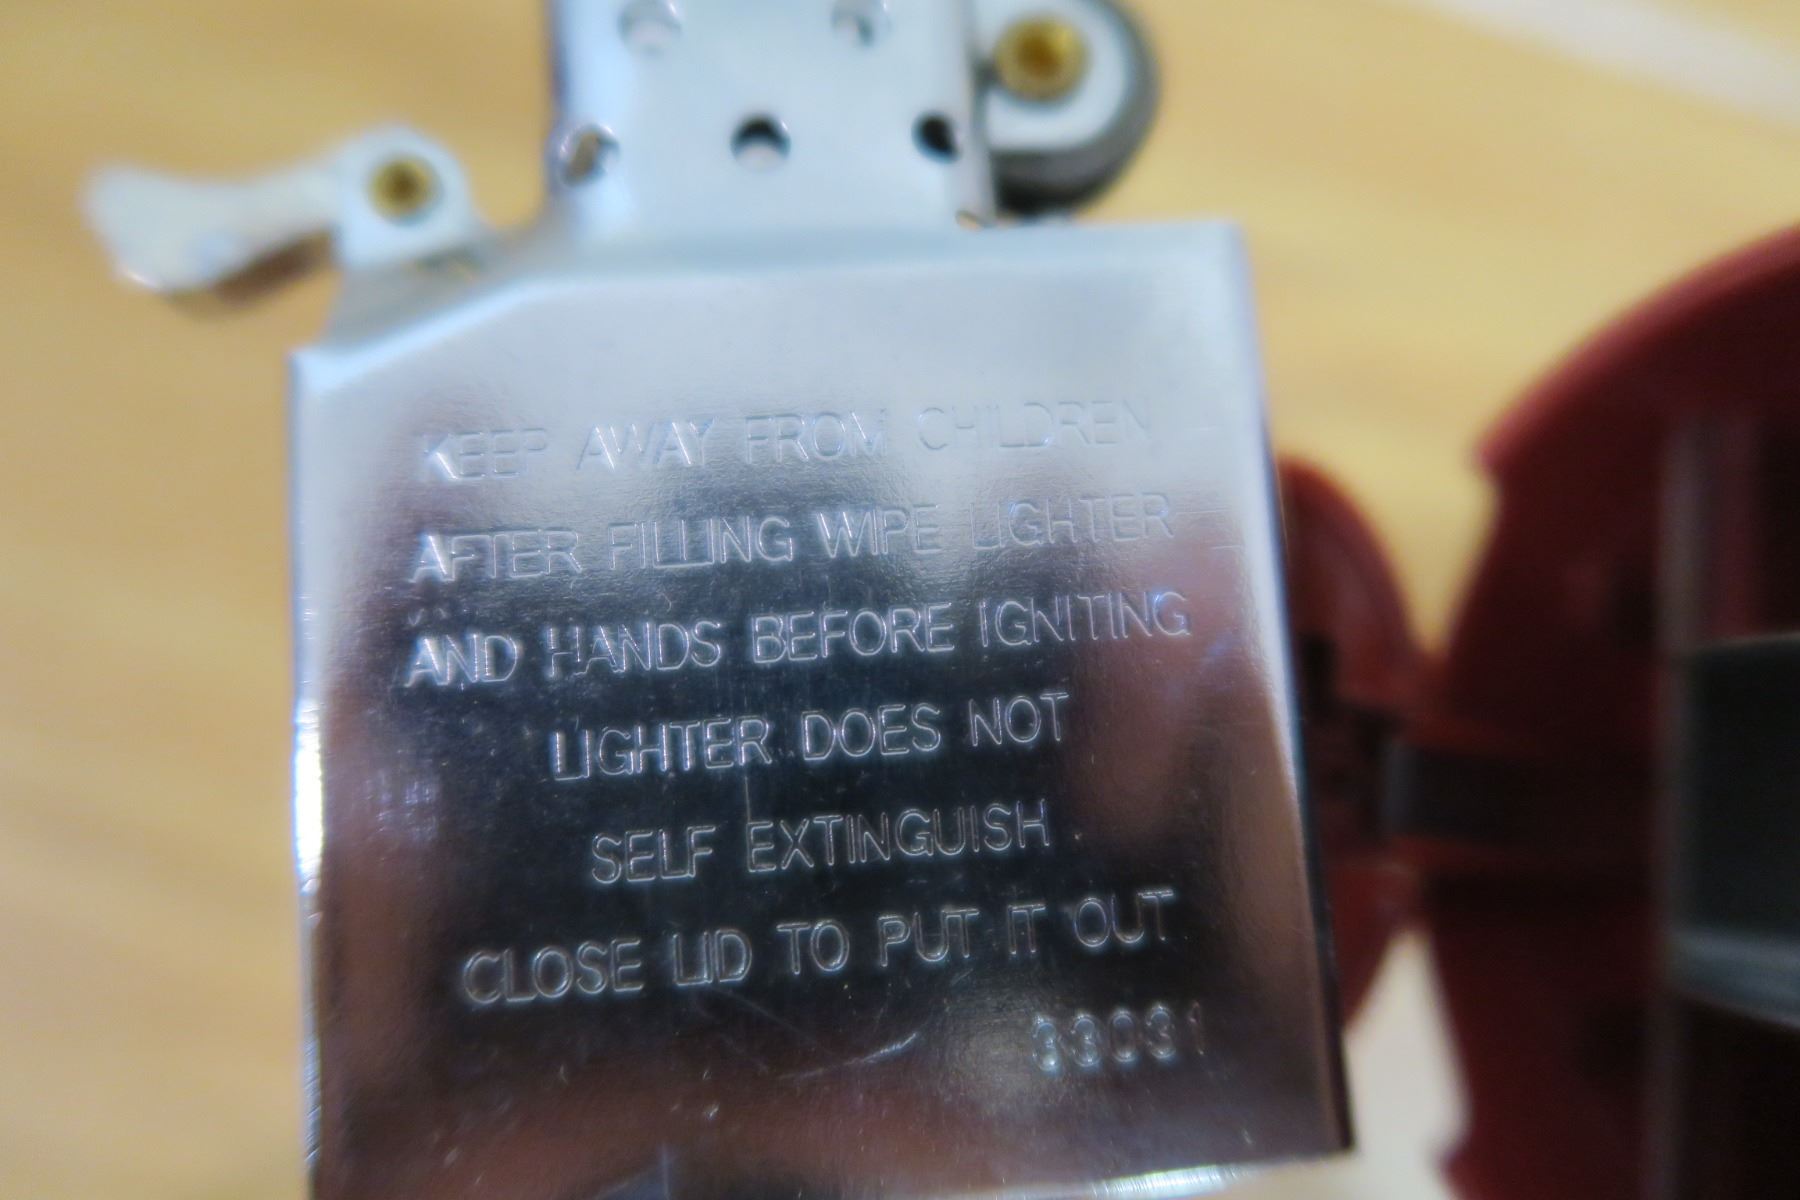 KEEP AWAY FROM CHILDREN
AFTER FILLING WIPE LIGHTER
AND HANDS BEFORE IGNITING
LIGHTER DOES NOT
SELF EXTINGUISH
CLOSE LID TO PUT IT OUT
33031